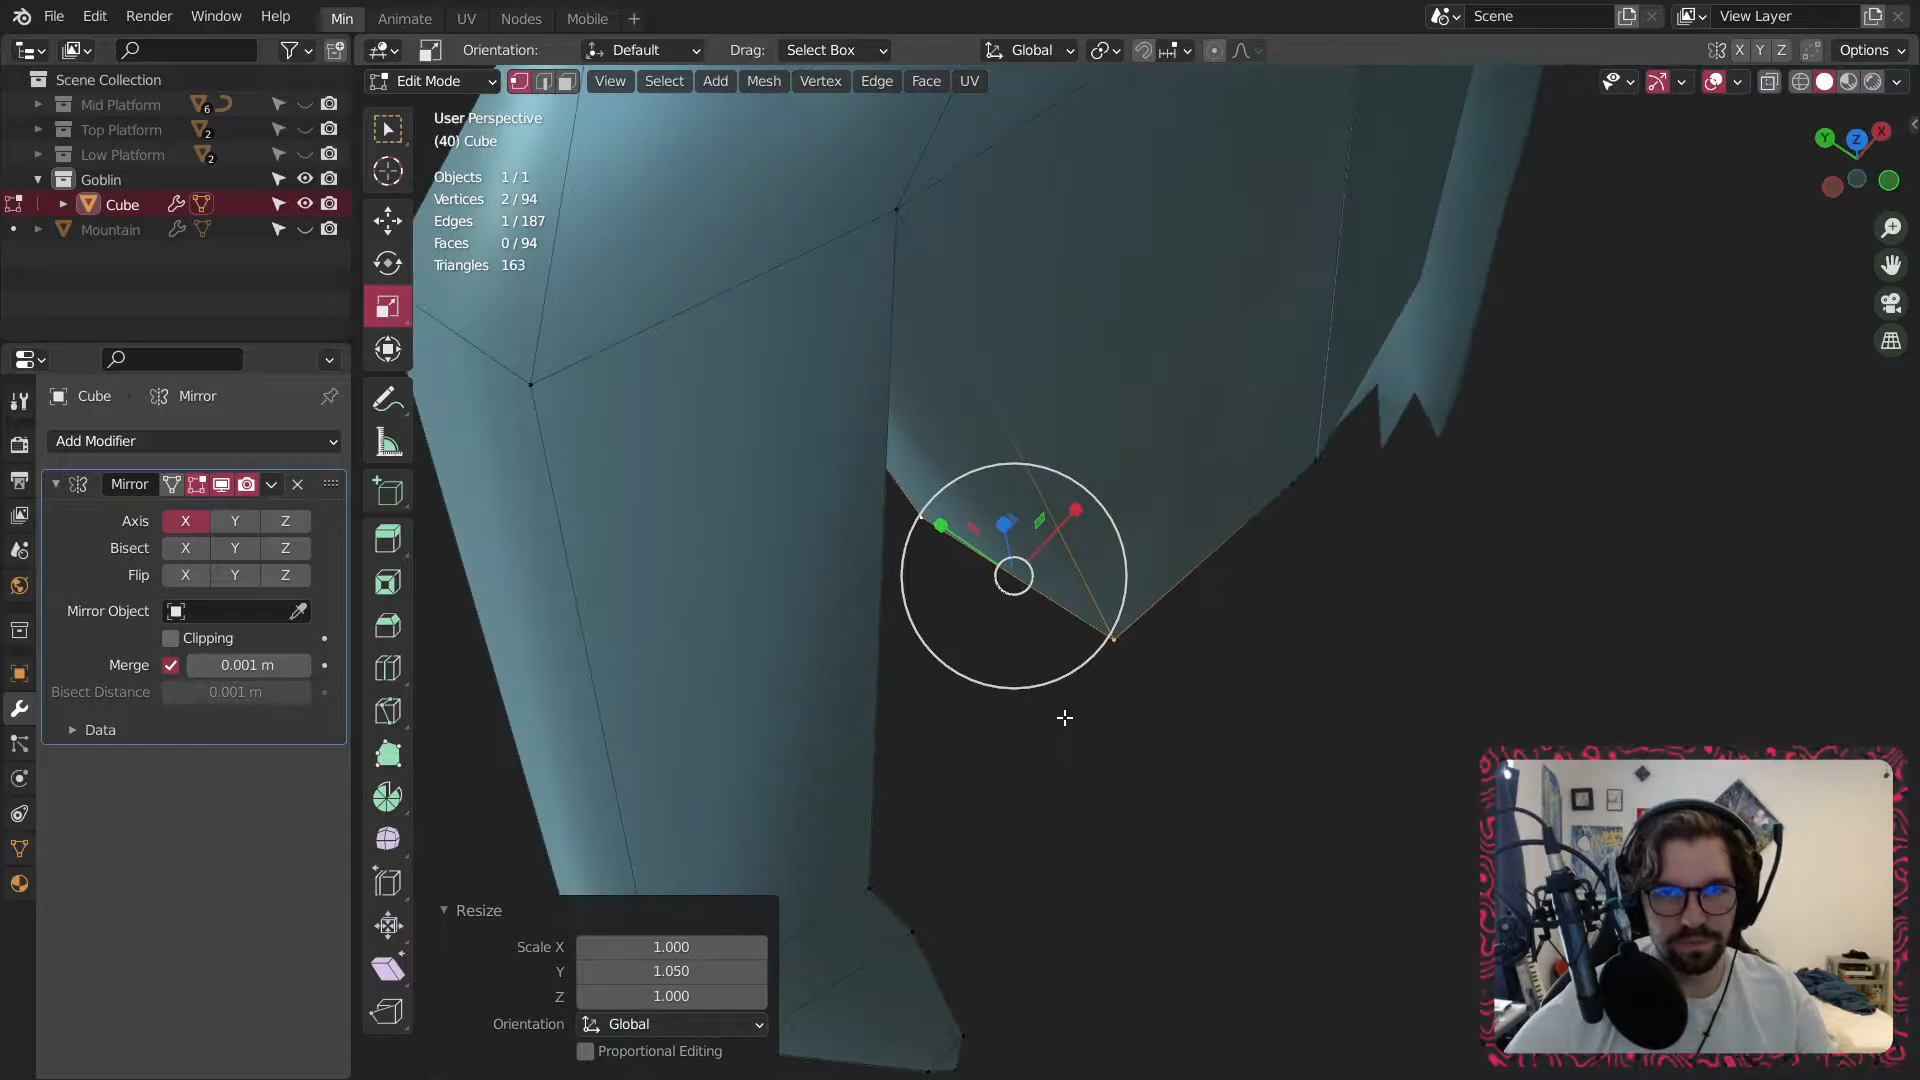 File Edit Render Window Help Min Animate UV Nodes Mobile + Scene View Layer
Orientation: Default Drag: Select Box Global X Y Z Options
Scene Collection
Edit Mode View Select Add Mesh Vertex Edge Face UV
Mid Platform 6
Top Platform 2
Low Platform 2
Goblin
Cube
Mountain
User Perspective
(40) Cube
Objects 1 / 1
Vertices 2 / 94
Edges 1 / 187
Faces 0 / 94
Triangles 163
Y Z X
Cube Mirror
Add Modifier
Mirror
Axis X Y Z
Bisect X Y Z
Flip X Y Z
Mirror Object
Clipping
Merge 0.001 m
Bisect Distance 0.001 m
Data
Resize
Scale X 1.000
Y 1.050
Z 1.000
Orientation Global
Proportional Editing